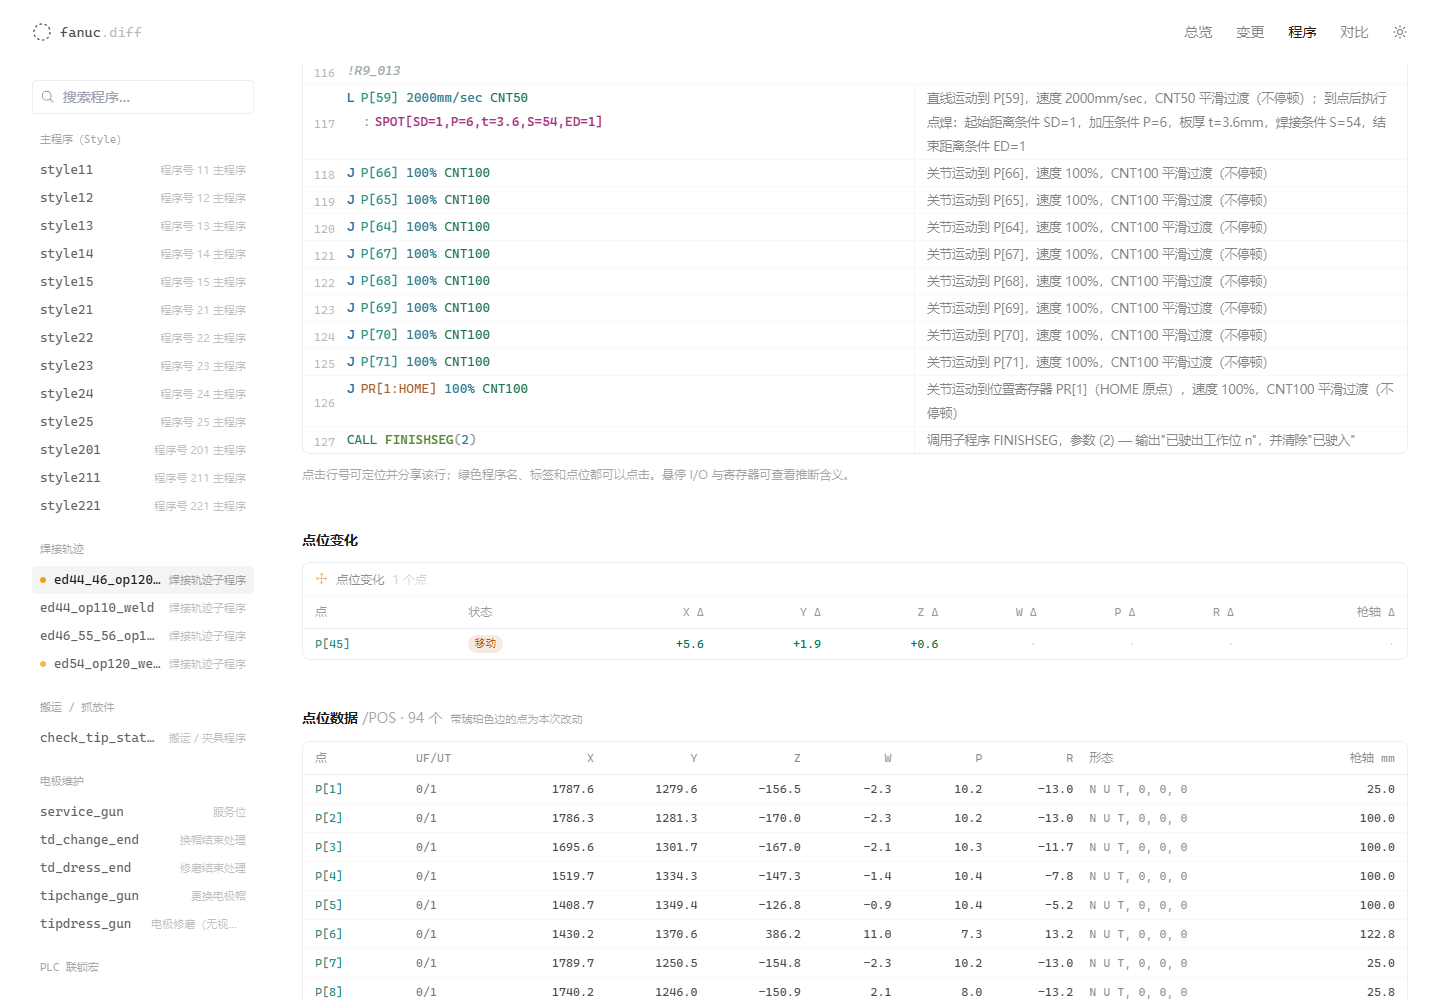 fanuc.diff
总览
变更
程序
对比
搜索程序...
主程序 (Style)
style11 程序号 11 主程序
style12 程序号 12 主程序
style13 程序号 13 主程序
style14 程序号 14 主程序
style15 程序号 15 主程序
style21 程序号 21 主程序
style22 程序号 22 主程序
style23 程序号 23 主程序
style24 程序号 24 主程序
style25 程序号 25 主程序
style201 程序号 201 主程序
style211 程序号 211 主程序
style221 程序号 221 主程序
焊接轨迹
ed44_46_op120… 焊接轨迹子程序
ed44_op110_weld 焊接轨迹子程序
ed46_55_56_op1… 焊接轨迹子程序
ed54_op120_we… 焊接轨迹子程序
搬运 / 抓放件
check_tip_stat… 搬运 / 夹具程序
电极维护
service_gun 服务位
td_change_end 换帽结束处理
td_dress_end 修磨结束处理
tipchange_gun 更换电极帽
tipdress_gun 电极修磨（无视…
PLC 联锁宏
116 !R9_013
117 L P[59] 2000mm/sec CNT50
: SPOT[SD=1,P=6,t=3.6,S=54,ED=1]
直线运动到 P[59]，速度 2000mm/sec，CNT50 平滑过渡（不停顿）；到点后执行
点焊：起始距离条件 SD=1，加压条件 P=6，板厚 t=3.6mm，焊接条件 S=54，结
束距离条件 ED=1
118 J P[66] 100% CNT100 关节运动到 P[66]，速度 100%，CNT100 平滑过渡（不停顿）
119 J P[65] 100% CNT100 关节运动到 P[65]，速度 100%，CNT100 平滑过渡（不停顿）
120 J P[64] 100% CNT100 关节运动到 P[64]，速度 100%，CNT100 平滑过渡（不停顿）
121 J P[67] 100% CNT100 关节运动到 P[67]，速度 100%，CNT100 平滑过渡（不停顿）
122 J P[68] 100% CNT100 关节运动到 P[68]，速度 100%，CNT100 平滑过渡（不停顿）
123 J P[69] 100% CNT100 关节运动到 P[69]，速度 100%，CNT100 平滑过渡（不停顿）
124 J P[70] 100% CNT100 关节运动到 P[70]，速度 100%，CNT100 平滑过渡（不停顿）
125 J P[71] 100% CNT100 关节运动到 P[71]，速度 100%，CNT100 平滑过渡（不停顿）
126 J PR[1:HOME] 100% CNT100 关节运动到位置寄存器 PR[1]（HOME 原点），速度 100%，CNT100 平滑过渡（不
停顿）
127 CALL FINISHSEG(2) 调用子程序 FINISHSEG，参数 (2) — 输出"已驶出工作位 n"，并清除"已驶入"
点击行号可定位并分享该行；绿色程序名、标签和点位都可以点击。悬停 I/O 与寄存器可查看推断含义。
点位变化
点位变化 1 个点
点 状态 X Δ Y Δ Z Δ W Δ P Δ R Δ 枪轴 Δ
P[45] 移动 +5.6 +1.9 +0.6 · · · ·
点位数据 /POS · 94 个 带琥珀色边的点为本次改动
点 UF/UT X Y Z W P R 形态 枪轴 mm
P[1] 0/1 1787.6 1279.6 −156.5 −2.3 10.2 −13.0 N U T, 0, 0, 0 25.0
P[2] 0/1 1786.3 1281.3 −170.0 −2.3 10.2 −13.0 N U T, 0, 0, 0 100.0
P[3] 0/1 1695.6 1301.7 −167.0 −2.1 10.3 −11.7 N U T, 0, 0, 0 100.0
P[4] 0/1 1519.7 1334.3 −147.3 −1.4 10.4 −7.8 N U T, 0, 0, 0 100.0
P[5] 0/1 1408.7 1349.4 −126.8 −0.9 10.4 −5.2 N U T, 0, 0, 0 100.0
P[6] 0/1 1430.2 1370.6 386.2 11.0 7.3 13.2 N U T, 0, 0, 0 122.8
P[7] 0/1 1789.7 1250.5 −154.8 −2.3 10.2 −13.0 N U T, 0, 0, 0 25.0
P[8] 0/1 1740.2 1246.0 −150.9 2.1 8.0 −13.2 N U T, 0, 0, 0 25.8